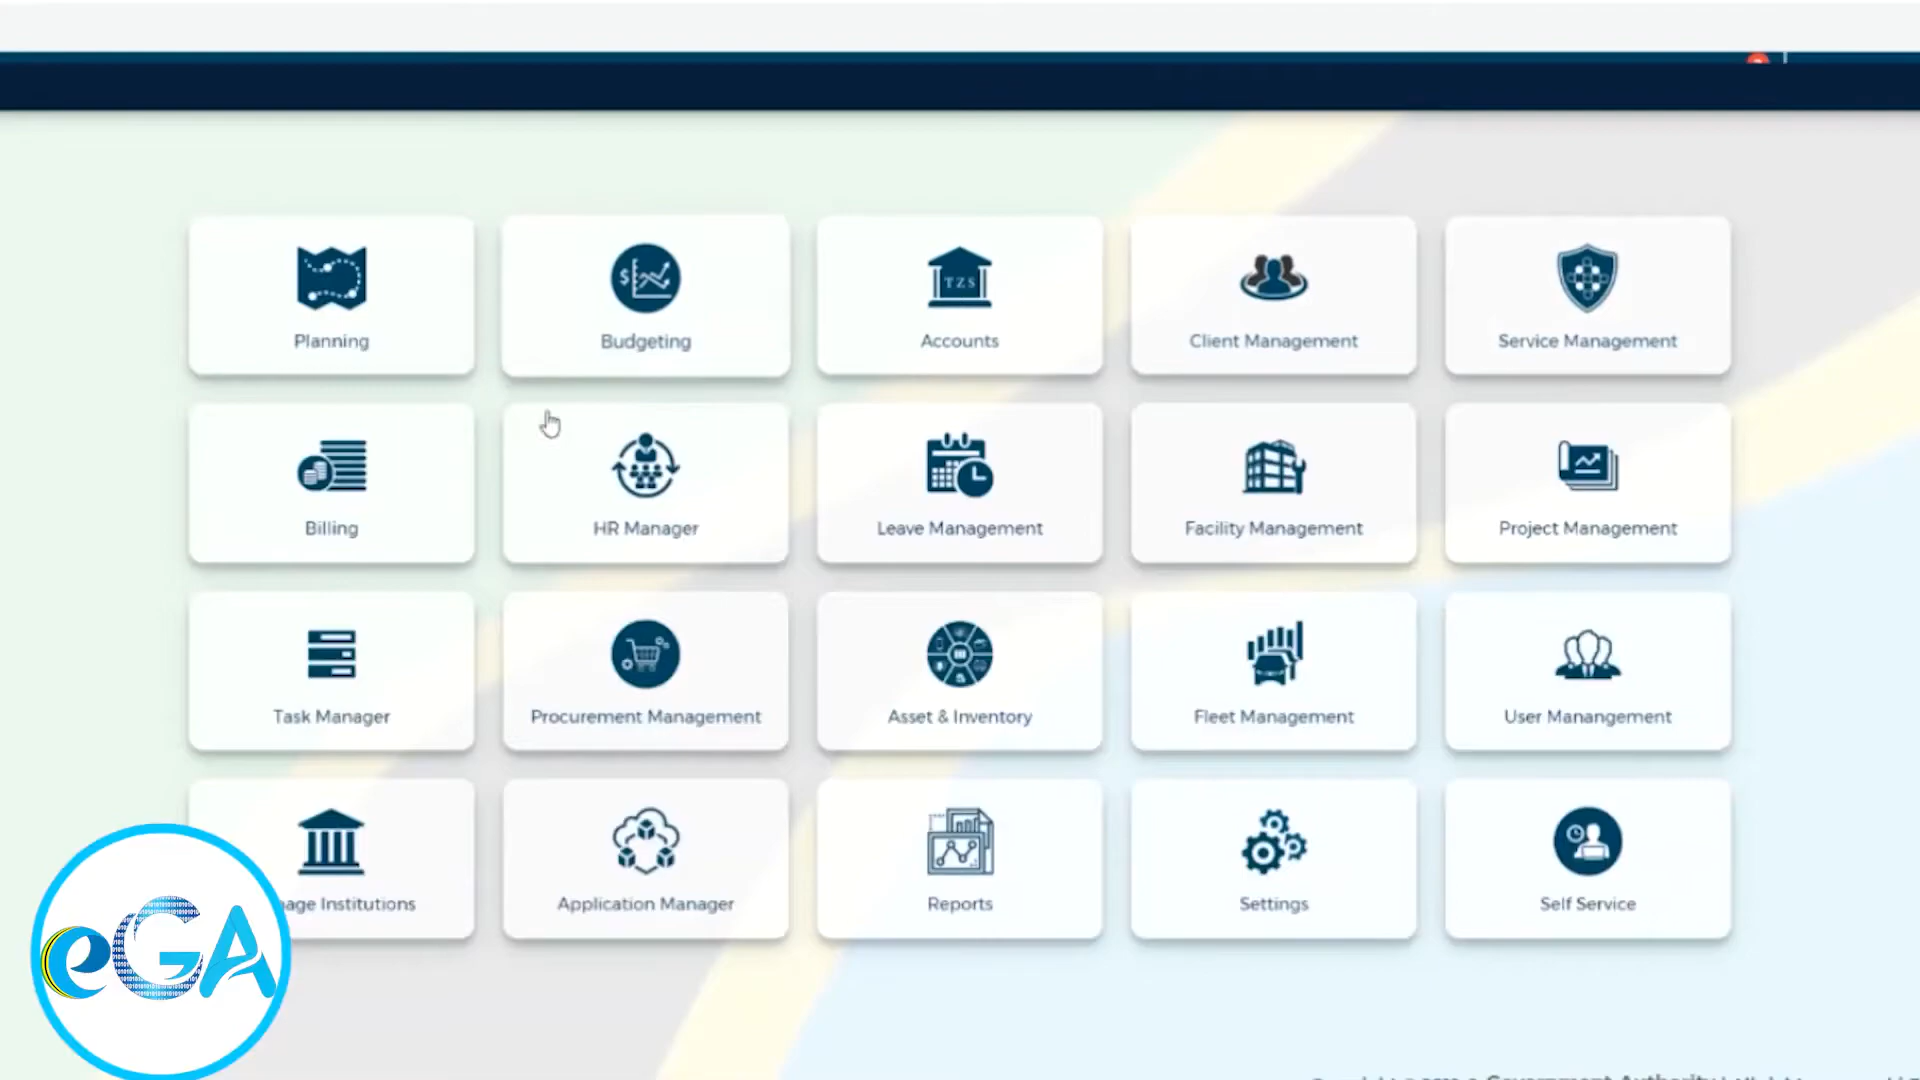 Planning
Budgeting
TZS
Accounts
Client Management
Service Management
Billing
HR Manager
Leave Management
Facility Management
Project Management
Task Manager
Procurement Management
Asset & Inventory
Fleet Management
User Manangement
Institutions
Application Manager
Reports
Settings
Self Service
eGA